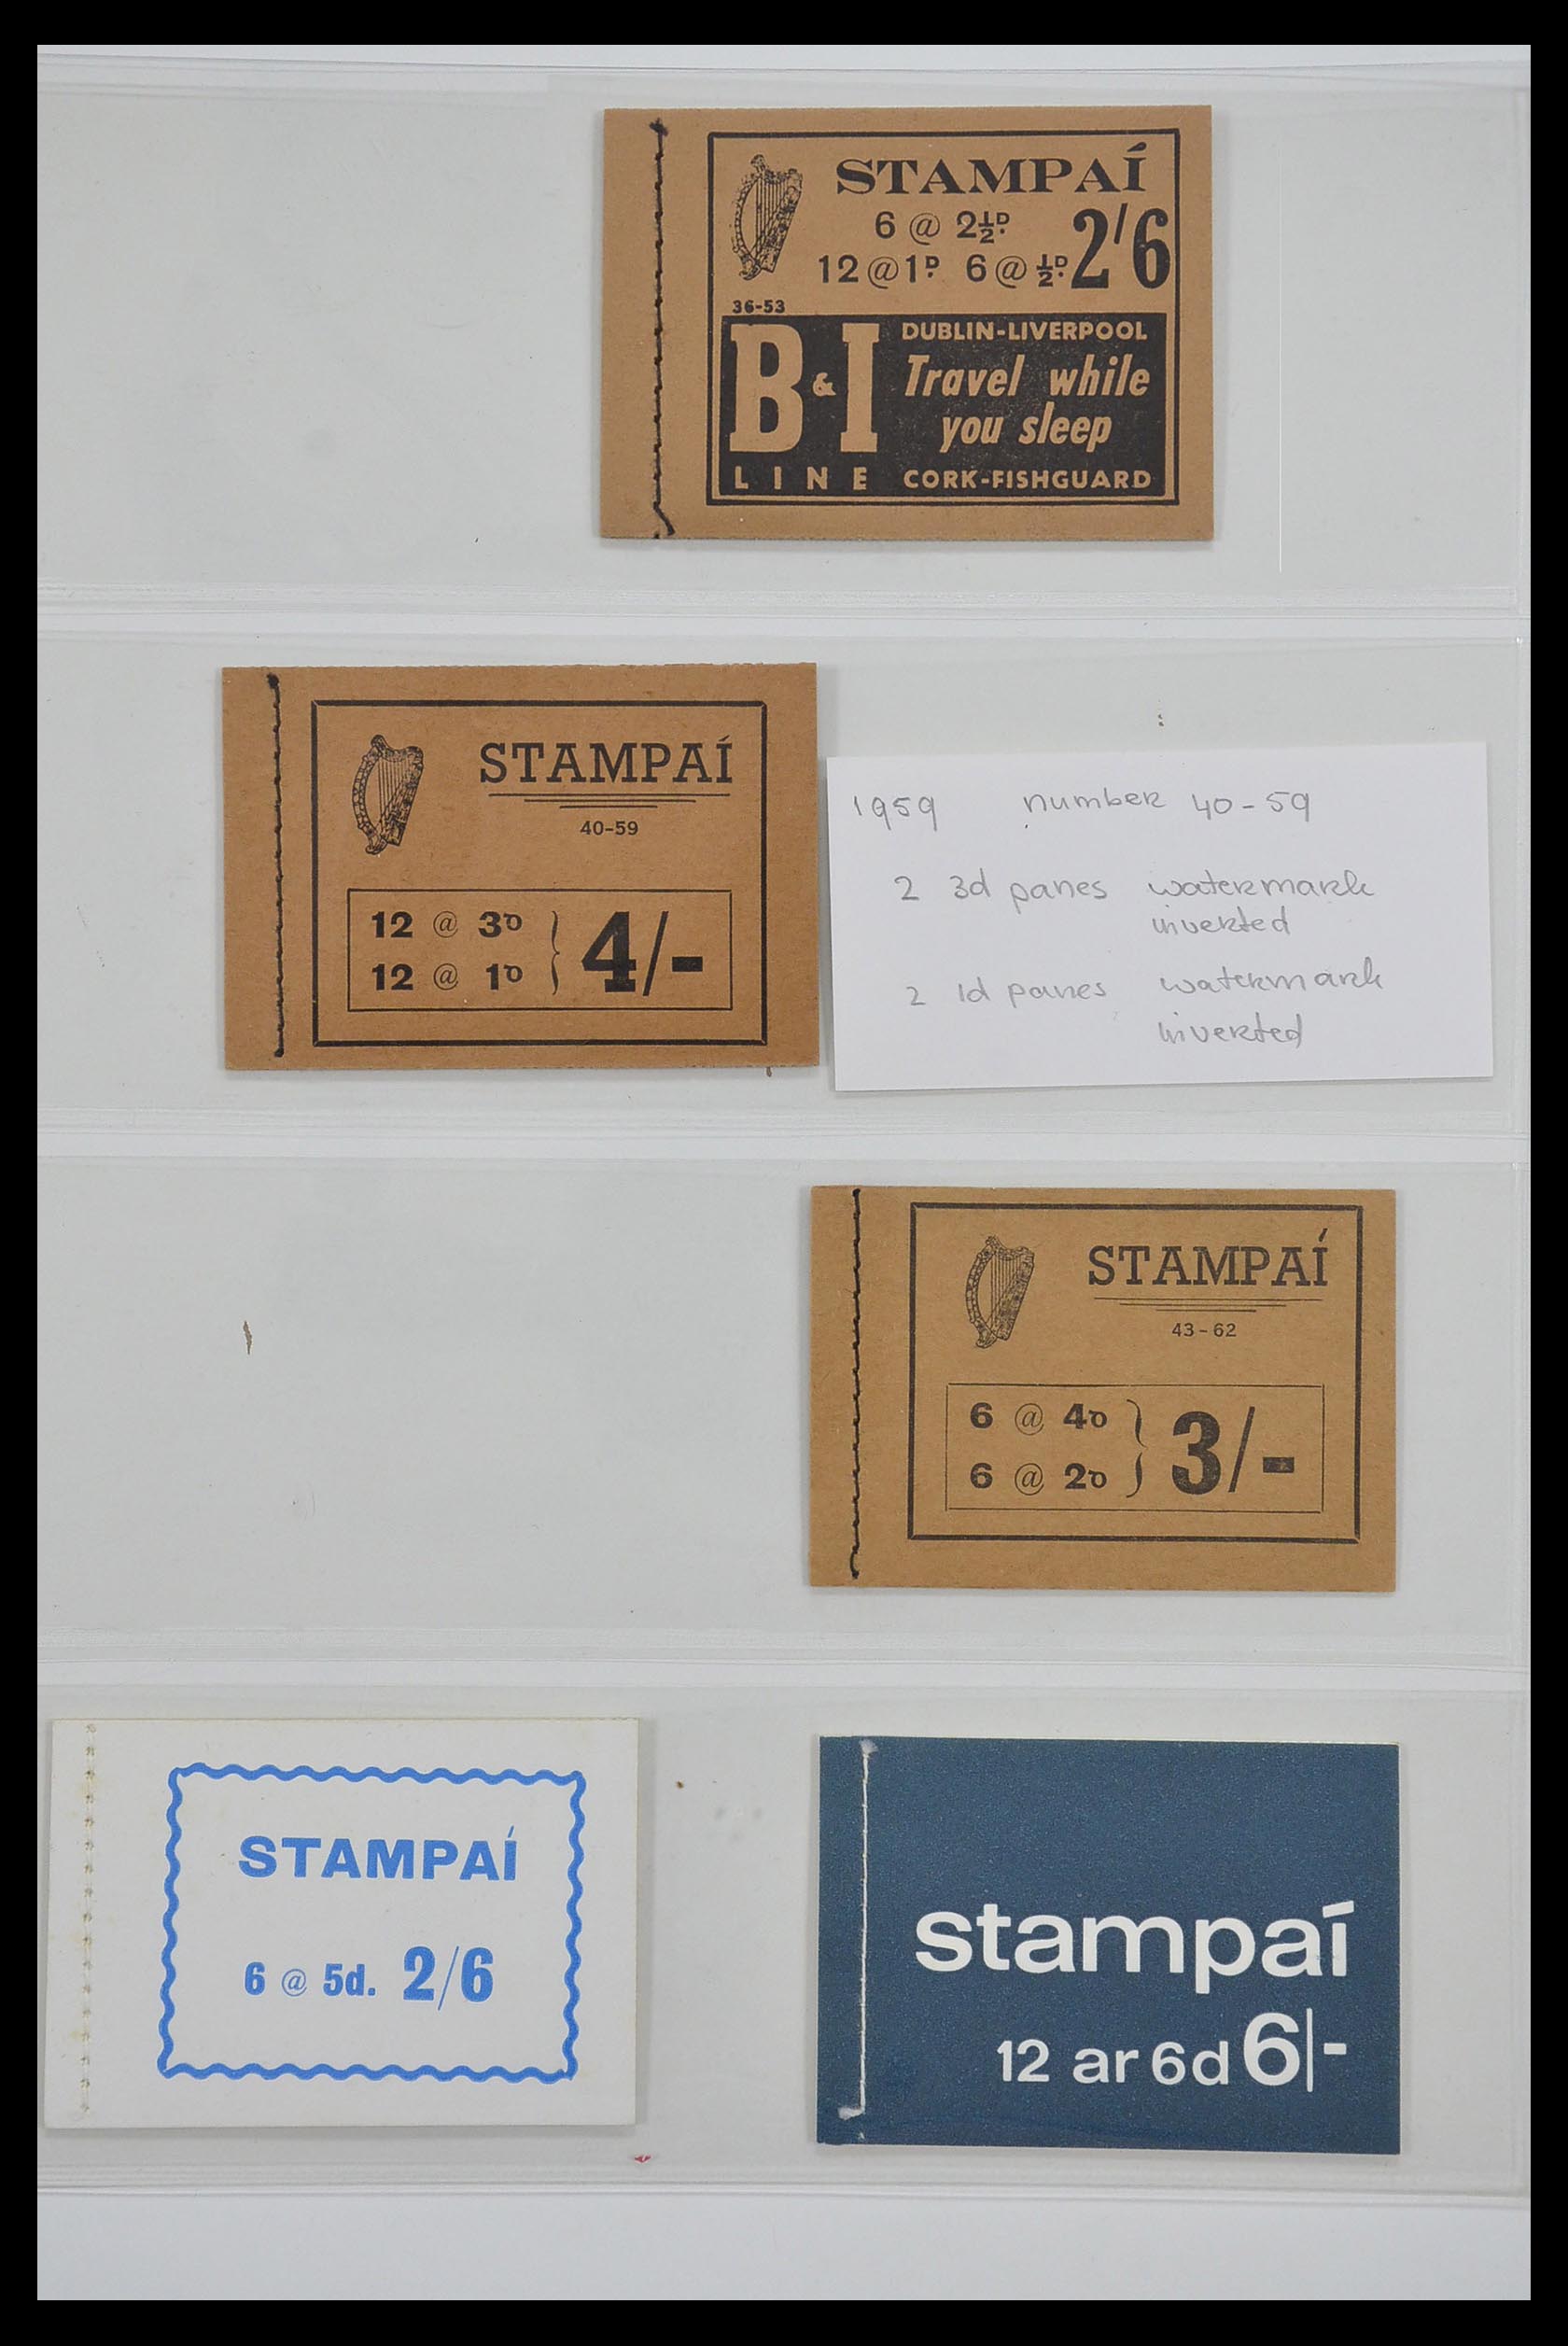 STAMPAÍ
6 @ 2½D.
12 @ 1D. 6 @ ½D. 2/6
36-53
B & I
LINE
DUBLIN-LIVERPOOL
Travel while
you sleep
CORK-FISHGUARD
STAMPAÍ
40-59
12 @ 3D
12 @ 1D
4/-
1959 number 40-59
2 3d panes watermark
inverted
2 1d panes watermark
inverted
STAMPAÍ
43-62
6 @ 4D
6 @ 2D
3/-
STAMPAÍ
6 @ 5d. 2/6
stampaí
12 ar 6d 6/-